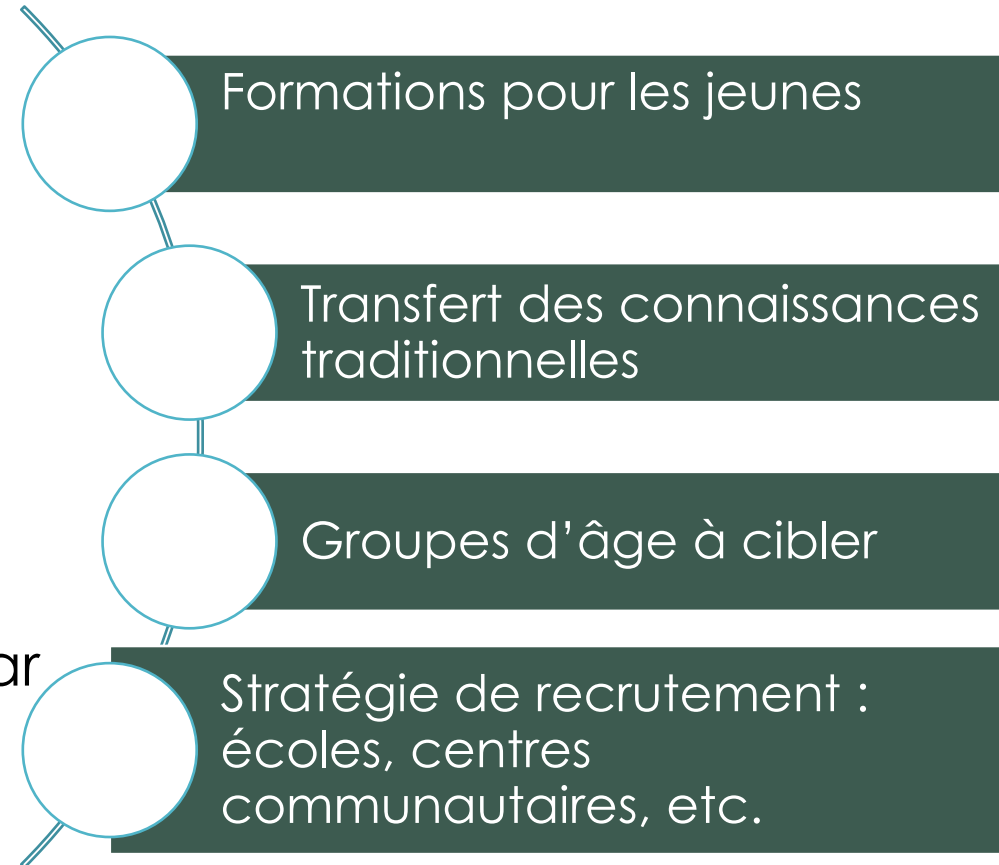 Formations pour les jeunes
Transfert des connaissances
traditionnelles
Groupes d’âge à cibler
Stratégie de recrutement :
écoles, centres
communautaires, etc.